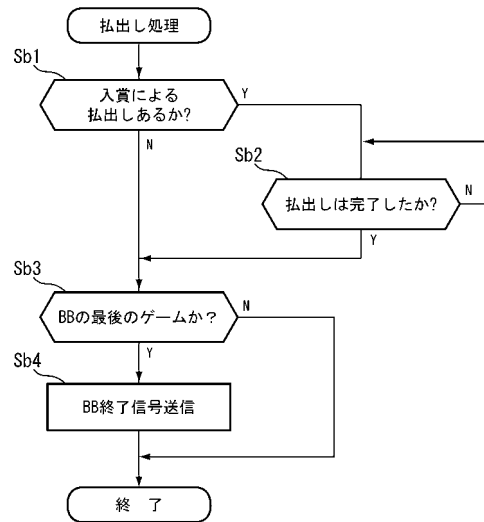 払出し処理
Sb1
入賞による
払出しあるか?
Y
N
Sb2
払出しは完了したか?
N
Y
Sb3
BBの最後のゲームか?
N
Y
Sb4
BB終了信号送信
終 了